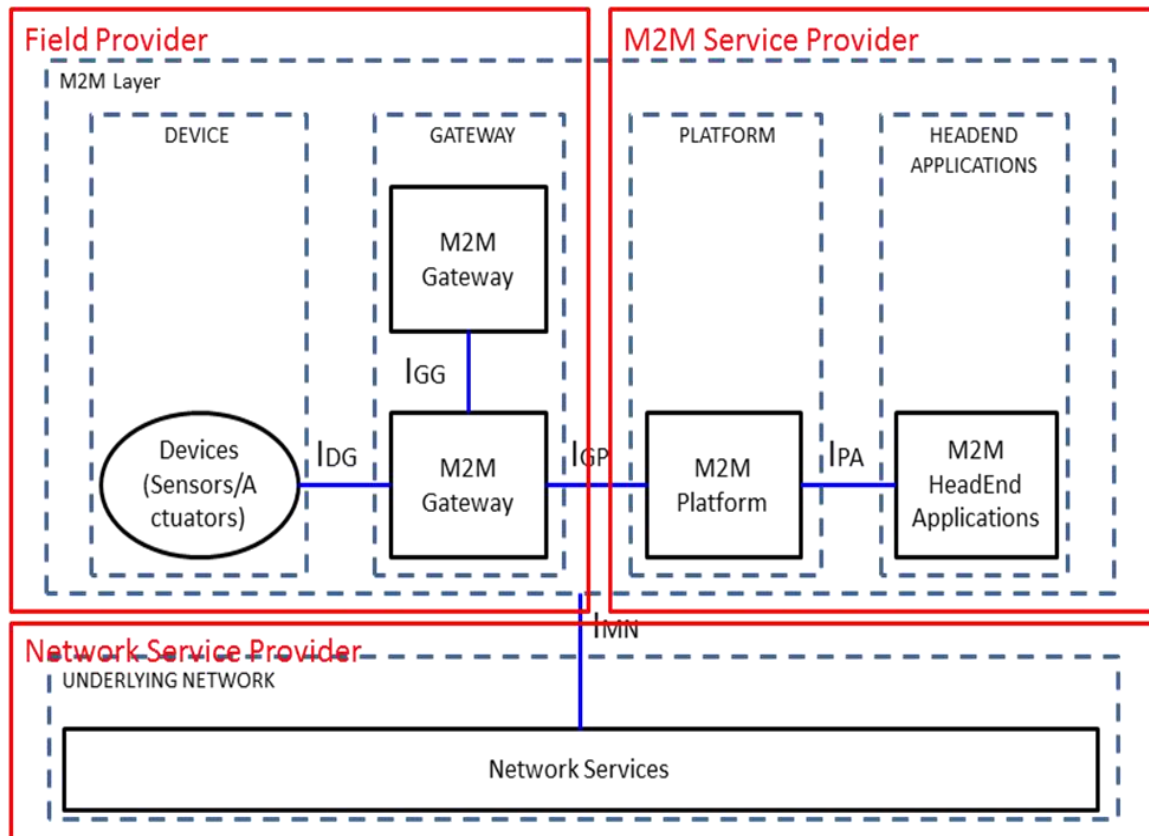 Field Provider
M2M Service Provider
M2M Layer
DEVICE
GATEWAY
PLATFORM
HEADEND
APPLICATIONS
M2M
Gateway
IGG
Devices
(Sensors/A
ctuators)
IDG
M2M
Gateway
IGP
M2M
Platform
IPA
M2M
HeadEnd
Applications
IMN
Network Service Provider
UNDERLYING NETWORK
Network Services